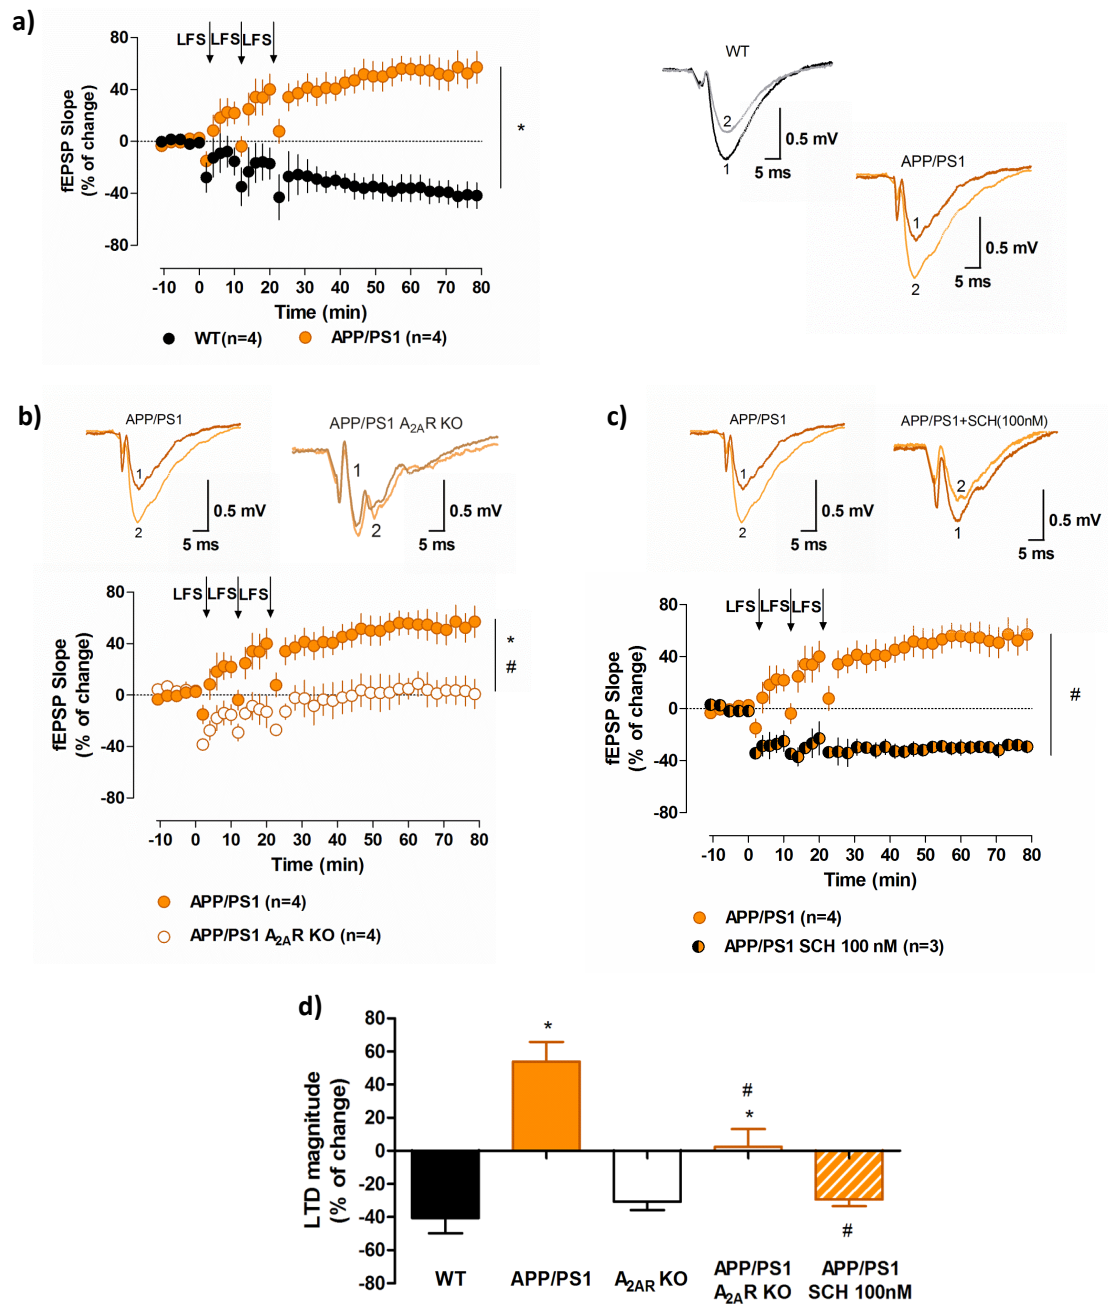 a)
80
40
0
-40
-80
fEPSP Slope
(% of change)
LFS LFS LFS
*
-10 0 10 20 30 40 50 60 70 80
Time (min)
WT(n=4) APP/PS1 (n=4)
WT
2
1
0.5 mV
5 ms
APP/PS1
1
2
0.5 mV
5 ms
b)
APP/PS1
1
2
0.5 mV
5 ms
APP/PS1 A2AR KO
1
2
0.5 mV
5 ms
80
40
0
-40
-80
fEPSP Slope
(% of change)
LFS LFS LFS
*
#
-10 0 10 20 30 40 50 60 70 80
Time (min)
APP/PS1 (n=4)
APP/PS1 A2AR KO (n=4)
c)
APP/PS1
1
2
0.5 mV
5 ms
APP/PS1+SCH(100nM)
2
1
0.5 mV
5 ms
80
40
0
-40
-80
fEPSP Slope
(% of change)
LFS LFS LFS
#
-10 0 10 20 30 40 50 60 70 80
Time (min)
APP/PS1 (n=4)
APP/PS1 SCH 100 nM (n=3)
d)
80
60
40
20
0
-20
-40
-60
-80
LTD magnitude
(% of change)
*
#
*
#
WT
APP/PS1
A2AR KO
APP/PS1
A2AR KO
APP/PS1
SCH 100nM